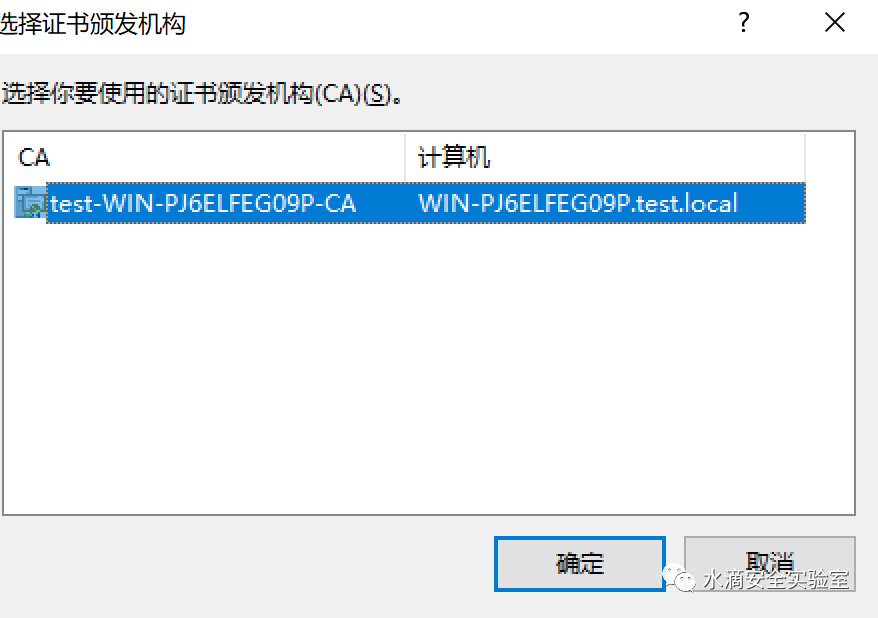 选择证书颁发机构 ?
选择你要使用的证书颁发机构(CA)(S)。
CA 计算机
test-WIN-PJ6ELFEG09P-CA WIN-PJ6ELFEG09P.test.local
确定 取消
水滴安全实验室